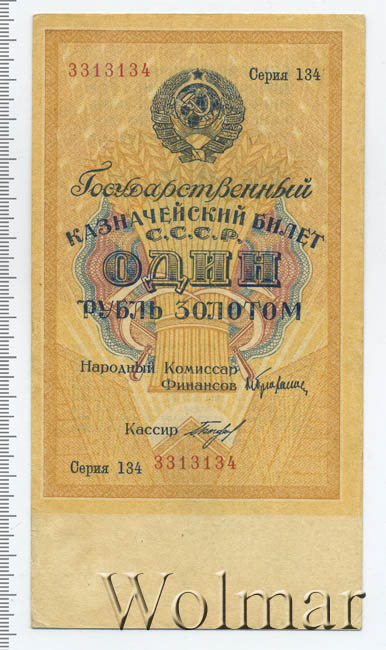 3313134 Серия 134
Государственный
КАЗНАЧЕЙСКИЙ БИЛЕТ
С.С.С.Р.
ОДИН
РУБЛЬ ЗОЛОТОМ
Народный Комиссар
Финансов
Кассир
Серия 134 3313134
Wolmar